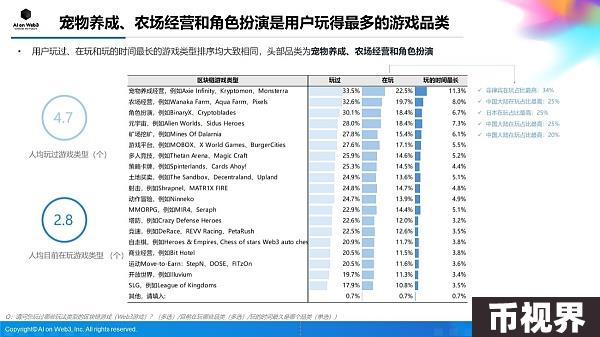 AI on Web3
宠物养成、农场经营和角色扮演是用户玩得最多的游戏品类
• 用户玩过、在玩和玩的时间最长的游戏类型排序均大致相同，头部品类为宠物养成、农场经营和角色扮演
4.7
人均玩过游戏类型（个）
2.8
人均目前在玩游戏类型 （个）
区块链游戏类型 玩过 在玩 玩的时间最长
宠物养成经营，例如Axie Infinity、Kryptomon、Monsterra 33.5% 22.5% 11.3%
农场经营，例如Wanaka Farm、Aqua Farm、Pixels 32.6% 19.7% 8.0%
角色扮演，例如BinaryX、Cryptoblades 30.1% 18.4% 6.7%
元宇宙，例如Alien Worlds、Sidus Heroes 28.0% 18.4% 7.3%
矿场挖矿，例如Mines Of Dalarnia 27.8% 15.4% 6.1%
游戏平台，例如MOBOX、X World Games、BurgerCities 27.6% 17.1% 5.5%
多人竞技，例如Thetan Arena、Magic Craft 25.9% 14.6% 5.2%
策略卡牌，例如Splinterlands、Cards Ahoy! 25.3% 14.5% 4.4%
土地买卖，例如The Sandbox、Decentraland、Upland 24.9% 13.6% 5.1%
射击，例如Shrapnel、MATR1X FIRE 24.8% 14.7% 4.8%
动作冒险，例如Ninneko 24.7% 13.9% 4.9%
MMORPG，例如MIR4、Seraph 22.9% 14.4% 5.1%
塔防，例如Crazy Defense Heroes 22.6% 12.0% 3.2%
竞速，例如DeRace、REVV Racing、PetaRush 22.5% 12.6% 3.5%
自走棋，例如Heroes & Empires, Chess of stars Web3 auto ches 20.9% 11.7% 3.8%
商业经营，例如Bit Hotel 20.5% 11.5% 3.8%
运动Move-to-Earn：StepN、DOSE、FITzOn 20.5% 11.6% 3.6%
开放世界，例如Illuvium 19.7% 11.3% 3.4%
SLG，例如League of Kingdoms 17.9% 10.8% 3.5%
其他，请填入： 0.7% 0.7% 0.7%
✓ 菲律宾在玩占比最高：34%
✓ 中国大陆在玩占比最高：25%
✓ 日本在玩占比最高：25%
✓ 中国大陆在玩占比最高：25%
✓ 中国大陆在玩占比最高：20%
Copyright© AI on Web3, Inc. All rights reserved.
币视界